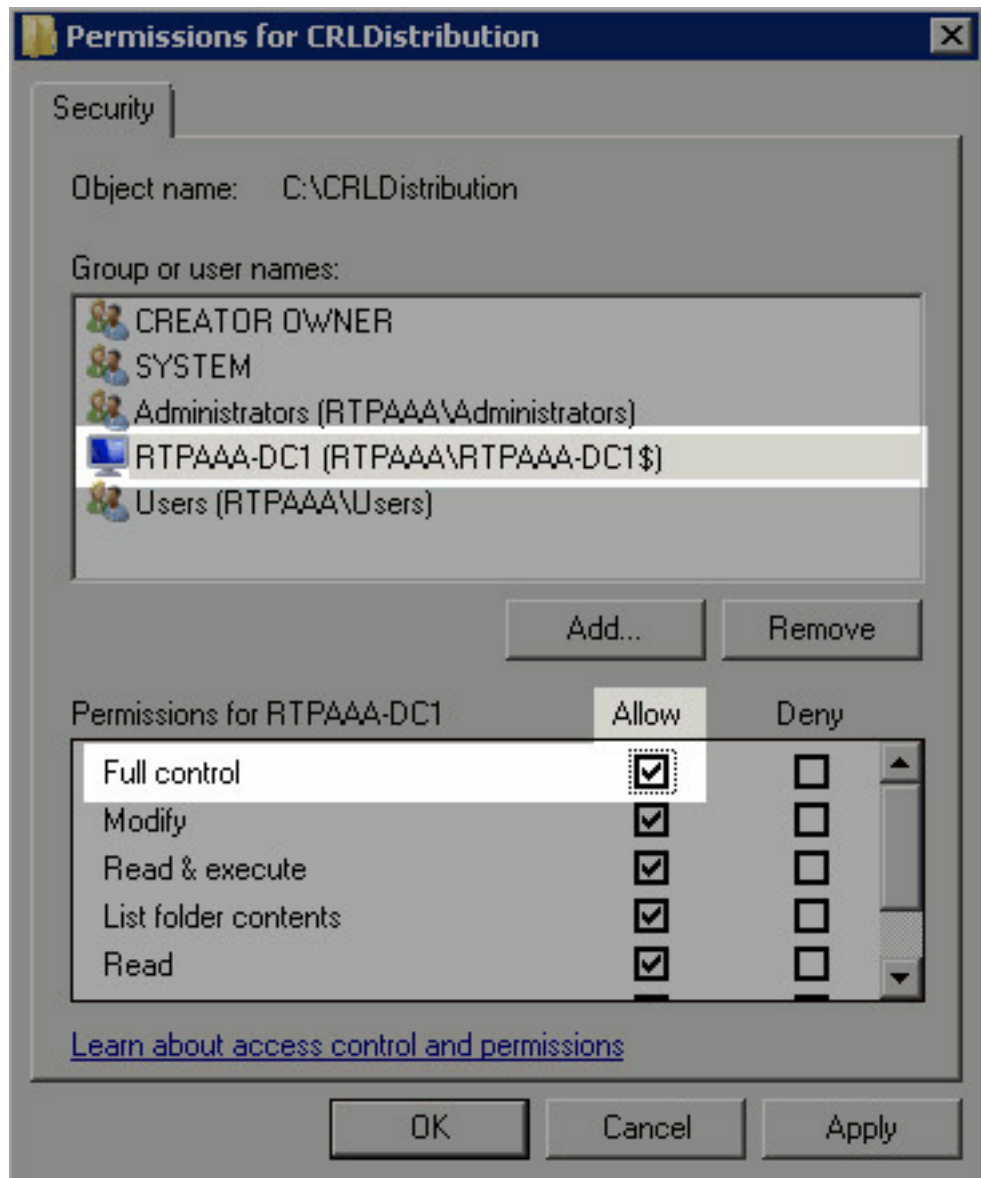 Permissions for CRLDistribution
Security
Object name: C:\CRLDistribution
Group or user names:
CREATOR OWNER
SYSTEM
Administrators (RTPAAA\Administrators)
RTPAAA-DC1 (RTPAAA\RTPAAA-DC1$)
Users (RTPAAA\Users)
Add... Remove
Permissions for RTPAAA-DC1 Allow Deny
Full control
Modify
Read & execute
List folder contents
Read
Learn about access control and permissions
OK Cancel Apply